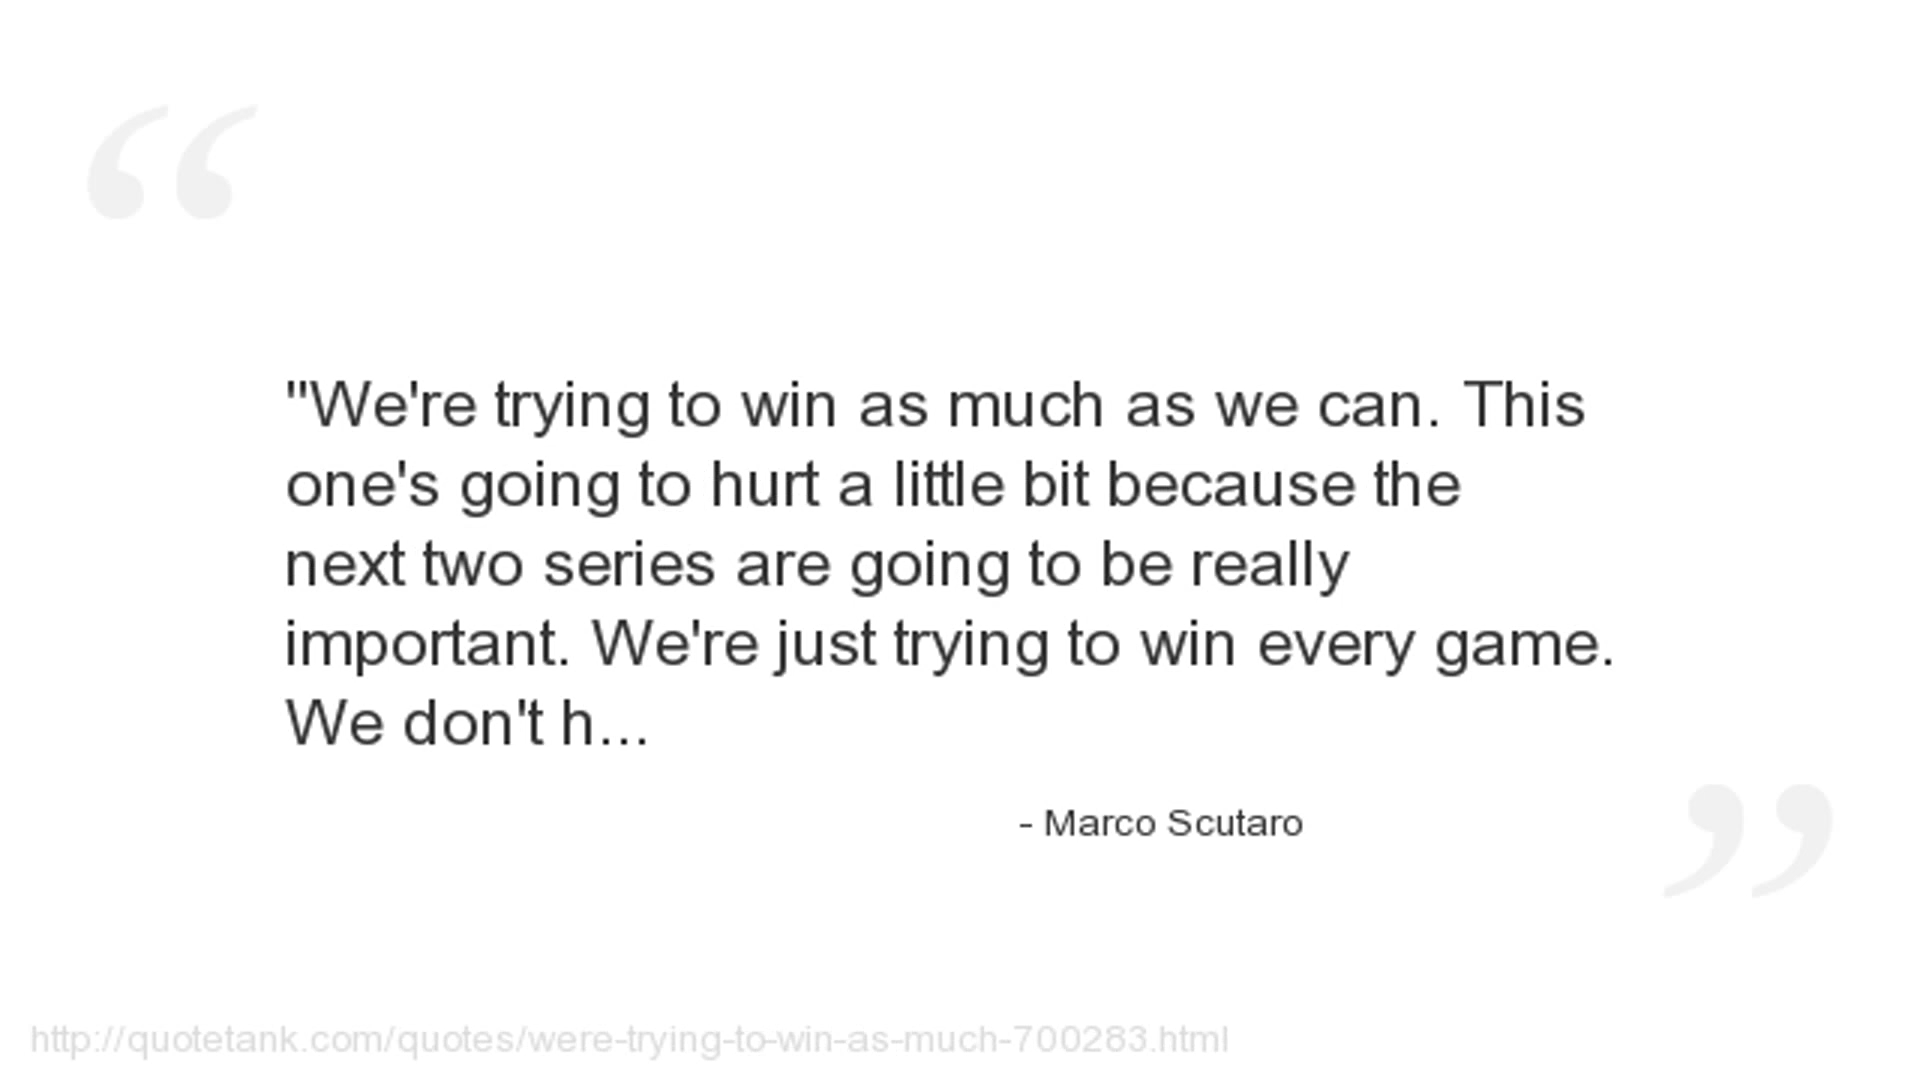 "We're trying to win as much as we can. This
one's going to hurt a little bit because the
next two series are going to be really
important. We're just trying to win every game.
We don't h...
- Marco Scutaro
http://quotetank.com/quotes/were-trying-to-win-as-much-700283.html